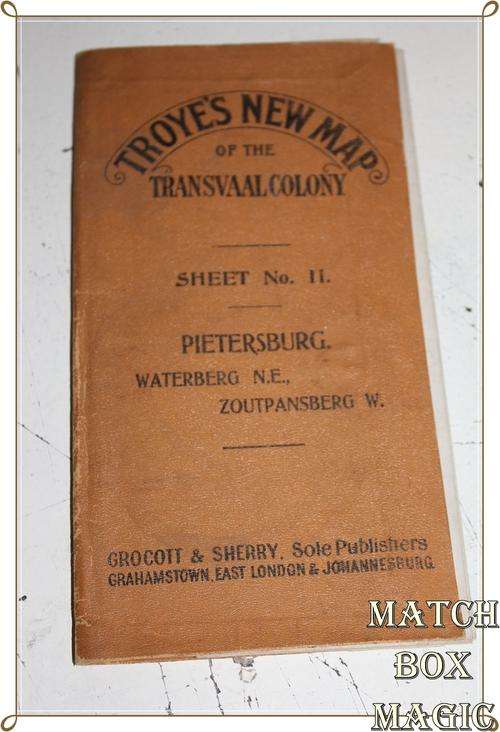 TROYE'S NEW MAP
OF THE
TRANSVAAL COLONY
SHEET No. II.
PIETERSBURG.
WATERBERG N.E.,
ZOUTPANSBERG W.
GROCOTT & SHERRY, Sole Publishers
GRAHAMSTOWN, EAST LONDON & JOHANNESBURG.
MATCH
BOX
MAGIC